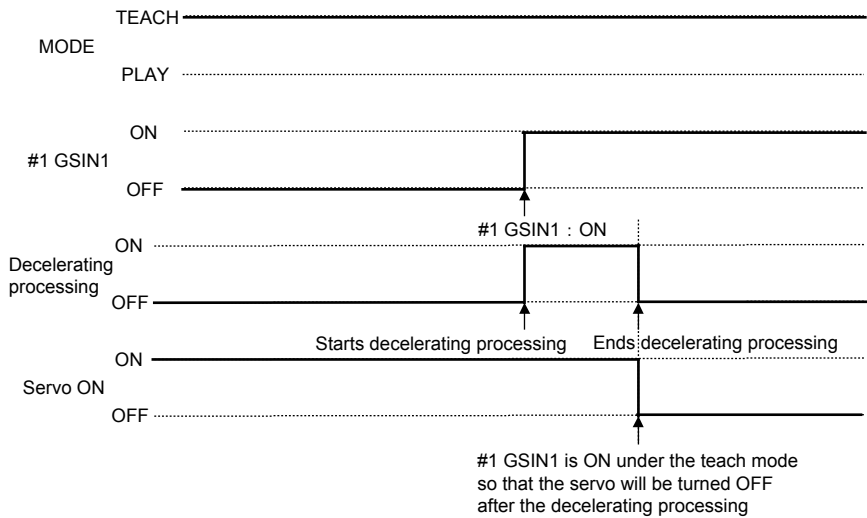 TEACH
MODE
PLAY
ON
#1 GSIN1
OFF
#1 GSIN1 : ON
ON
Decelerating
processing
OFF
Starts decelerating processing
Ends decelerating processing
ON
Servo ON
OFF
#1 GSIN1 is ON under the teach mode
so that the servo will be turned OFF
after the decelerating processing